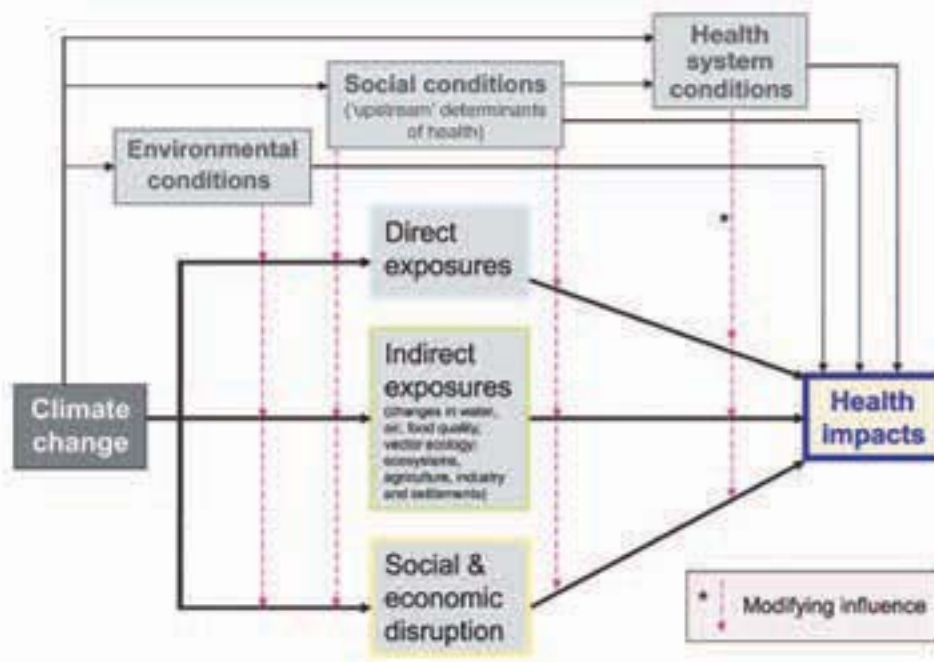 Health
system
conditions
Social conditions
('upstream' determinants
of health)
Environmental
conditions
Direct
exposures
*
Indirect
exposures
(changes in water,
air, food quality;
vector ecology;
ecosystems,
agriculture, industry
and settlements)
Climate
change
Health
impacts
Social &
economic
disruption
* Modifying influence